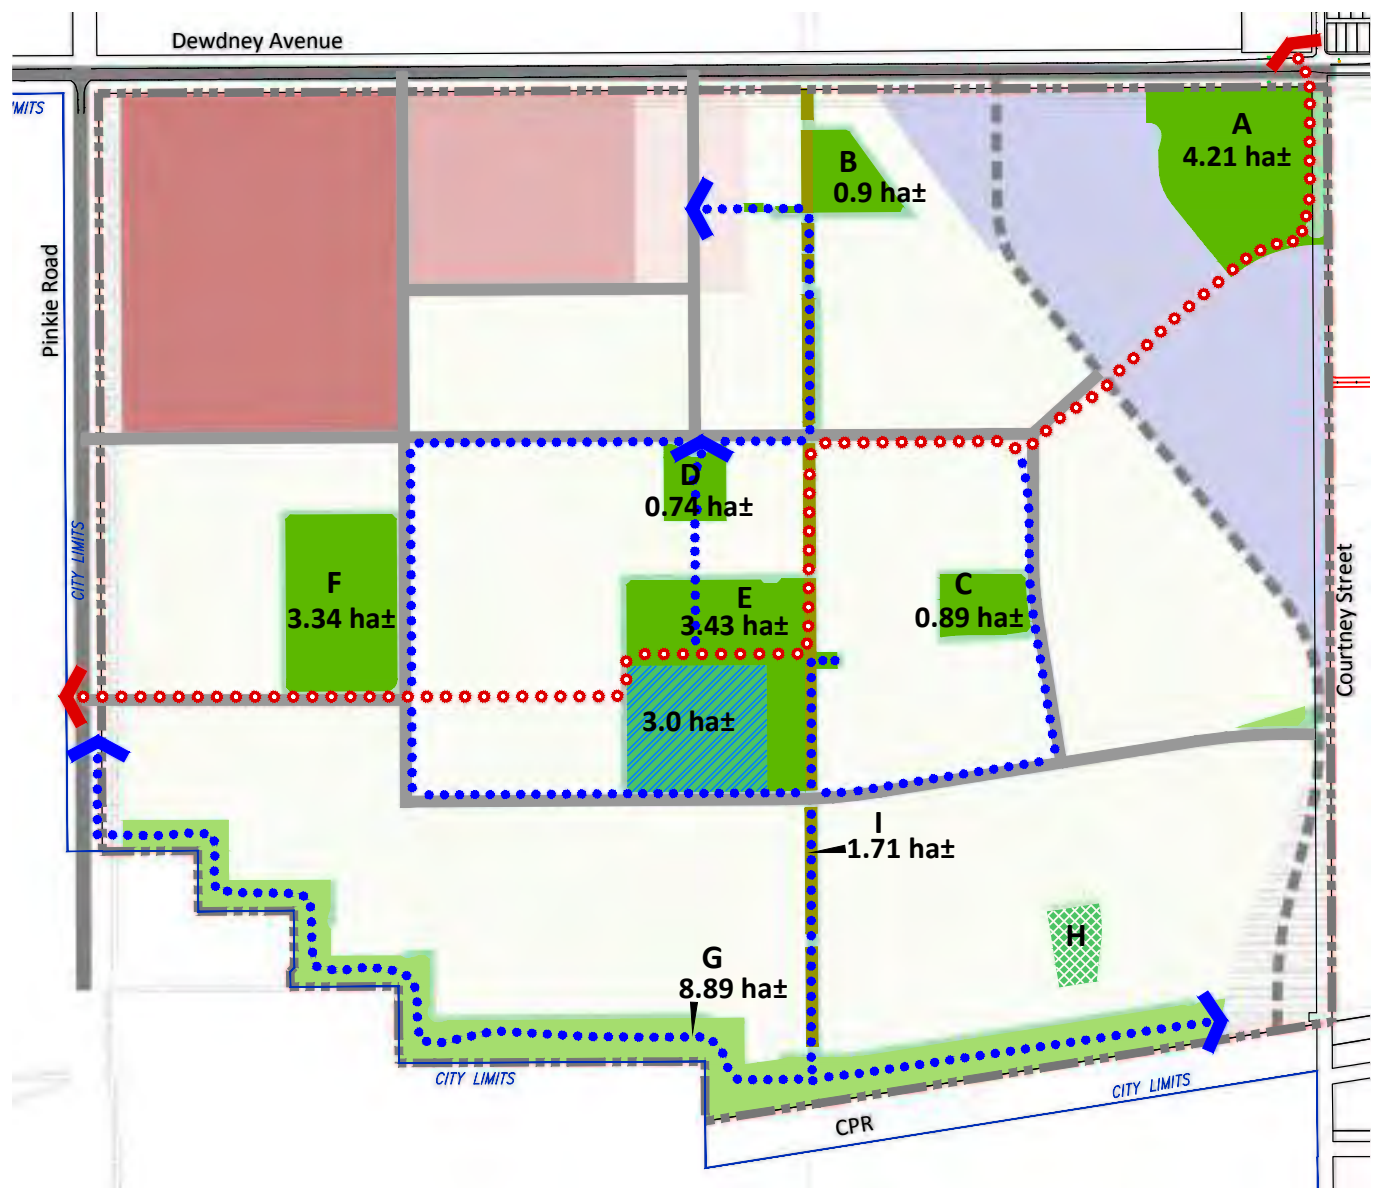 Dewdney Avenue
IMITS
A
4.21 ha±
B
0.9 ha±
Pinkie Road
D
0.74 ha±
CITY LIMITS
F
3.34 ha±
E
3.43 ha±
C
0.89 ha±
Courtney Street
3.0 ha±
I
1.71 ha±
H
G
8.89 ha±
CITY LIMITS
CITY LIMITS
CPR